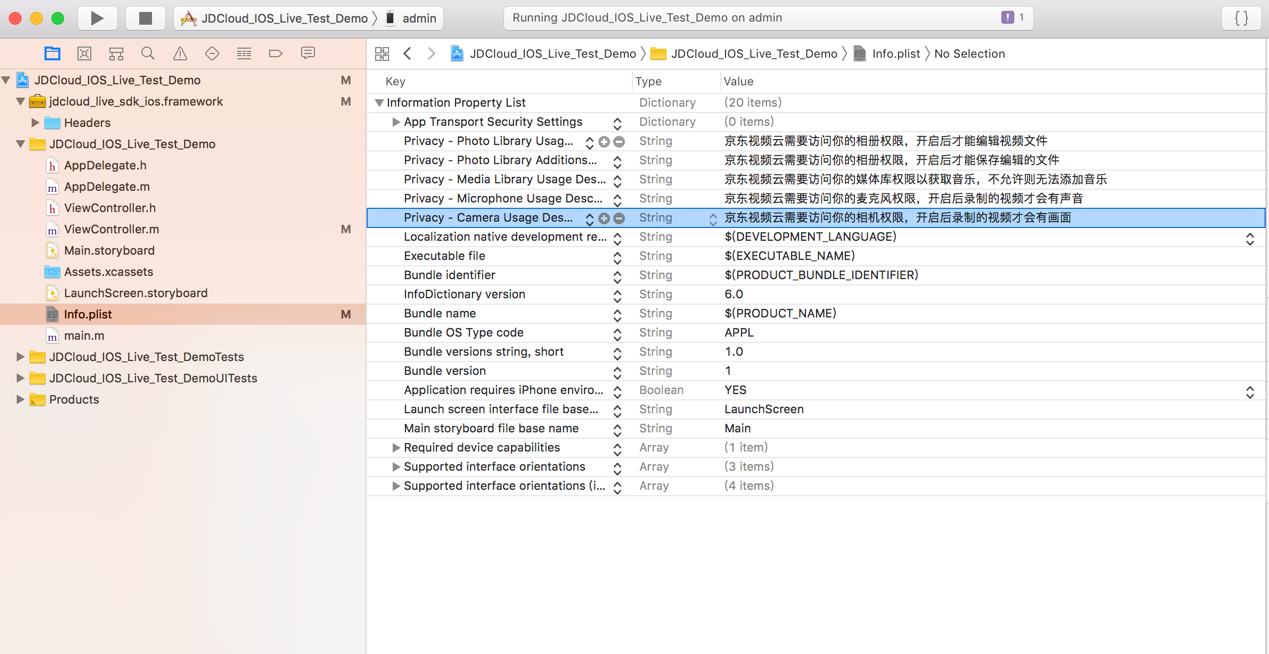 JDCloud_IOS_Live_Test_Demo 〉 admin
Running JDCloud_IOS_Live_Test_Demo on admin
! 1
{ }
JDCloud_IOS_Live_Test_Demo 〉 JDCloud_IOS_Live_Test_Demo 〉 Info.plist 〉 No Selection
JDCloud_IOS_Live_Test_Demo M
jdcloud_live_sdk_ios.framework M
Headers
JDCloud_IOS_Live_Test_Demo
h AppDelegate.h
m AppDelegate.m
h ViewController.h
m ViewController.m M
Main.storyboard
Assets.xcassets
LaunchScreen.storyboard
Info.plist M
m main.m
JDCloud_IOS_Live_Test_DemoTests
JDCloud_IOS_Live_Test_DemoUITests
Products
Key Type Value
Information Property List Dictionary (20 items)
App Transport Security Settings Dictionary (0 items)
Privacy - Photo Library Usag... String 京东视频云需要访问你的相册权限，开启后才能编辑视频文件
Privacy - Photo Library Additions... String 京东视频云需要访问你的相册权限，开启后才能保存编辑的文件
Privacy - Media Library Usage Des... String 京东视频云需要访问你的媒体库权限以获取音乐，不允许则无法添加音乐
Privacy - Microphone Usage Desc... String 京东视频云需要访问你的麦克风权限，开启后录制的视频才会有声音
Privacy - Camera Usage Des... String 京东视频云需要访问你的相机权限，开启后录制的视频才会有画面
Localization native development re... String $(DEVELOPMENT_LANGUAGE)
Executable file String $(EXECUTABLE_NAME)
Bundle identifier String $(PRODUCT_BUNDLE_IDENTIFIER)
InfoDictionary version String 6.0
Bundle name String $(PRODUCT_NAME)
Bundle OS Type code String APPL
Bundle versions string, short String 1.0
Bundle version String 1
Application requires iPhone enviro... Boolean YES
Launch screen interface file base... String LaunchScreen
Main storyboard file base name String Main
Required device capabilities Array (1 item)
Supported interface orientations Array (3 items)
Supported interface orientations (i... Array (4 items)